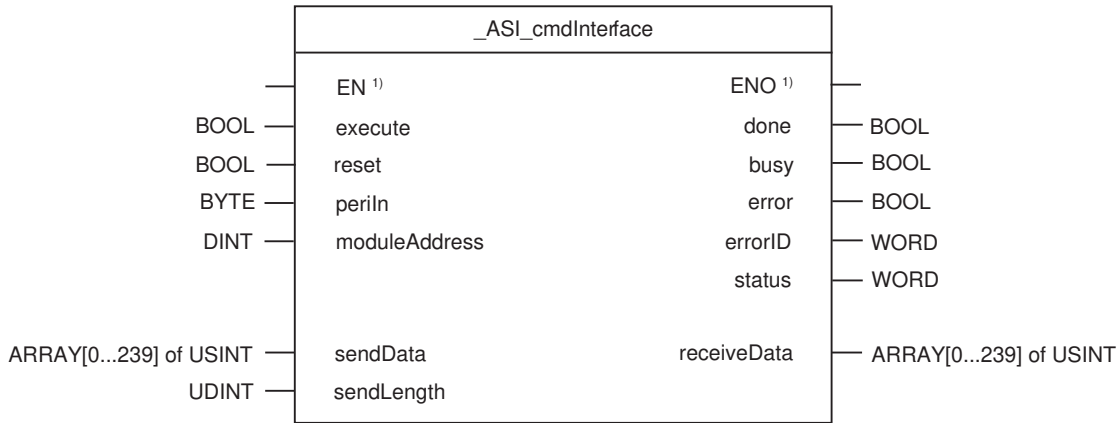 _ASI_cmdInterface
EN 1) ENO 1)
BOOL execute done BOOL
BOOL reset busy BOOL
BYTE periIn error BOOL
DINT moduleAddress errorID WORD
status WORD
ARRAY[0...239] of USINT sendData receiveData ARRAY[0...239] of USINT
UDINT sendLength